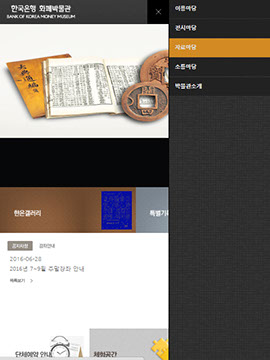 한국은행 화폐박물관
BANK OF KOREA MONEY MUSEUM
이용마당
전시마당
자료마당
소통마당
박물관소개
한은갤러리
특별기
공지사항
강좌안내
2016-06-28
2016년 7~9월 주말강좌 안내
목록보기 >
단체예약 안내
체험공간